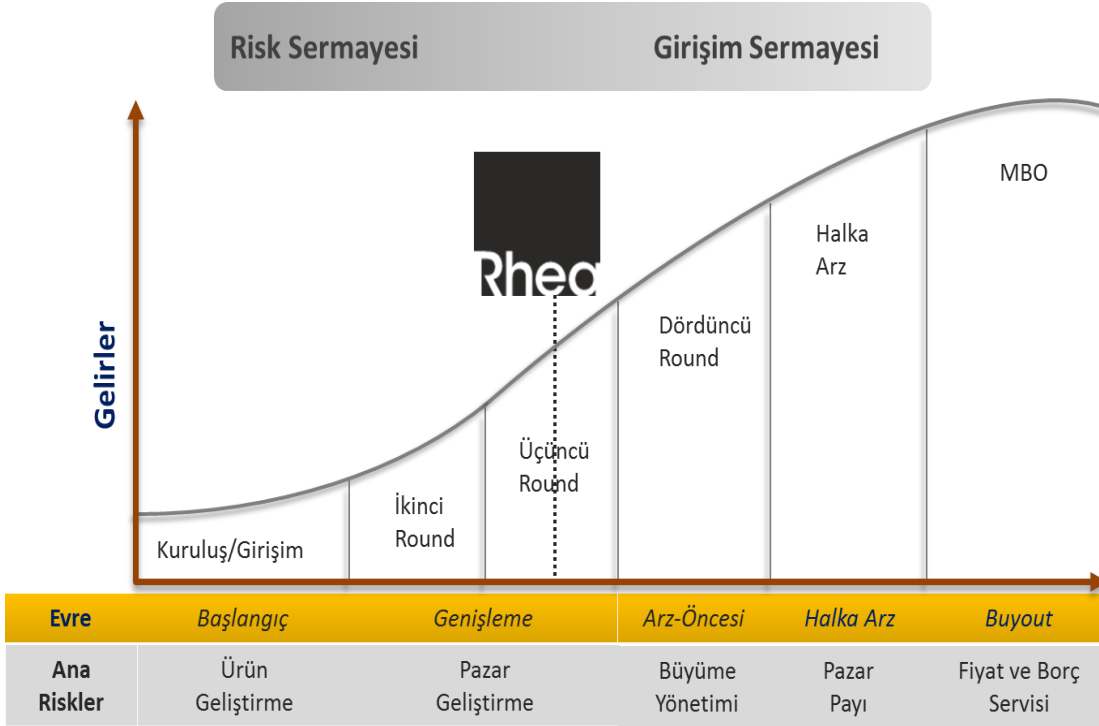 Risk Sermayesi
Girişim Sermayesi
Rhea
Gelirler
Kuruluş/Girişim
İkinci
Round
Üçüncü
Round
Dördüncü
Round
Halka
Arz
MBO
Evre
Başlangıç
Genişleme
Arz-Öncesi
Halka Arz
Buyout
Ana
Riskler
Ürün
Geliştirme
Pazar
Geliştirme
Büyüme
Yönetimi
Pazar
Payı
Fiyat ve Borç
Servisi